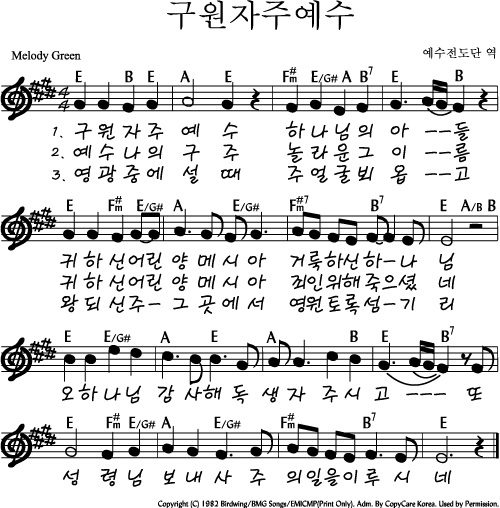 구원자주예수
Melody Green
예수전도단 역
E B E A E F#m E/G# A B7 E B
4/4
1. 구원자주 예 수 하나님의 아 --들
2. 예수나의 구 주 놀라운그 이 --름
3. 영광중에 설 때 주얼굴뵈 옵 --고
E F#m E/G# A E/G# F#7 B7 E A/B B
귀 하 신어린 양 메 시 아 거룩하신하-나 님
귀 하 신어린 양 메 시 아 죄인위해죽으셨 네
왕 되 신주- 그 곳 에 서 영원토록섬-기 리
E E/G# A B E B7
오하나님 감 사해 독 생자 주시 고 --- 또
E F#m E/G# A E/G# F#m B7 E
성 령님 보내사 주 의일을이루시 네
Copyright (C) 1982 Birdwing/BMG Songs/EMICMP(Print Only). Adm. By CopyCare Korea. Used by Permission.